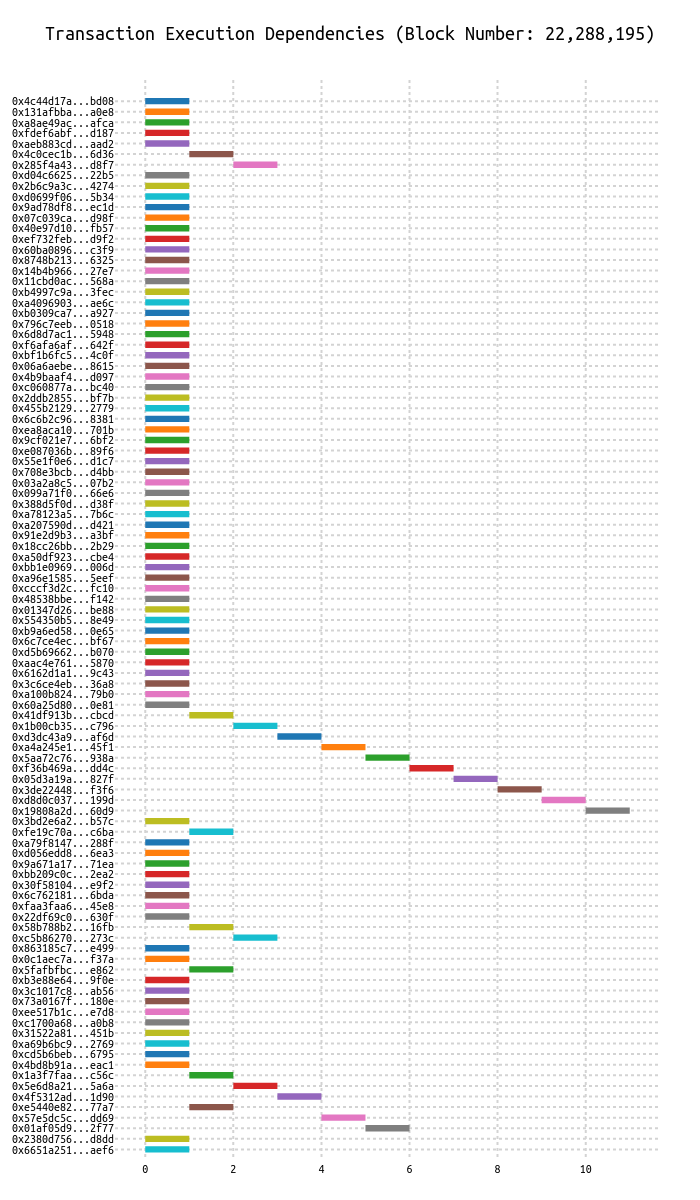 Transaction Execution Dependencies (Block Number: 22,288,195)
0x4c44d17a...bd08
0x131afbba...a0e8
0xa8ae49ac...afca
0xfdef6abf...d187
0xaeb883cd...aad2
0x4c0cec1b...6d36
0x285f4a43...d8f7
0xd04c6625...22b5
0x2b6c9a3c...4274
0xd0699f06...5b34
0x9ad78df8...ec1d
0x07c039ca...d98f
0x40e97d10...fb57
0xef732feb...d9f2
0x60ba0896...c3f9
0x8748b213...6325
0x14b4b966...27e7
0x11cbd0ac...568a
0xb4997c9a...3fec
0xa4096903...ae6c
0xb0309ca7...a927
0x796c7eeb...0518
0x6d8d7ac1...5948
0xf6afa6af...642f
0xbf1b6fc5...4c0f
0x06a6aebe...8615
0x4b9baaf4...d097
0xc060877a...bc40
0x2ddb2855...bf7b
0x455b2129...2779
0x6c6b2c96...8381
0xea8aca10...701b
0x9cf021e7...6bf2
0xe087036b...89f6
0x55e1f0e6...d1c7
0x708e3bcb...d4bb
0x03a2a8c5...07b2
0x099a71f0...66e6
0x388d5f0d...d38f
0xa78123a5...7b6c
0xa207590d...d421
0x91e2d9b3...a3bf
0x18cc26bb...2b29
0xa50df923...cbe4
0xbb1e0969...006d
0xa96e1585...5eef
0xcccf3d2c...fc10
0x48538bbe...f142
0x01347d26...be88
0x554350b5...8e49
0xb9a6ed58...0e65
0x6c7ce4ec...bf67
0xd5b69662...b070
0xaac4e761...5870
0x6162d1a1...9c43
0x3c6ce4eb...36a8
0xa100b824...79b0
0x60a25d80...0e81
0x41df913b...cbcd
0x1b00cb35...c796
0xd3dc43a9...af6d
0xa4a245e1...45f1
0x5aa72c76...938a
0xf36b469a...dd4c
0x05d3a19a...827f
0x3de22448...f3f6
0xd8d0c037...199d
0x19808a2d...60d9
0x3bd2e6a2...b57c
0xfe19c70a...c6ba
0xa79f8147...288f
0xd056edd8...6ea3
0x9a671a17...71ea
0xbb209c0c...2ea2
0x30f58104...e9f2
0x6c762181...6bda
0xfaa3faa6...45e8
0x22df69c0...630f
0x58b788b2...16fb
0xc5b86270...273c
0x863185c7...e499
0x0c1aec7a...f37a
0x5fafbfbc...e862
0xb3e88e64...9f0e
0x3c1017c8...ab56
0x73a0167f...180e
0xee517b1c...e7d8
0xc1700a68...a0b8
0x31522a81...451b
0xa69b6bc9...2769
0xcd5b6beb...6795
0x4bd8b91a...eac1
0x1a3f7faa...c56c
0x5e6d8a21...5a6a
0x4f5312ad...1d90
0xe5440e82...77a7
0x57e5dc5c...dd69
0x01af05d9...2f77
0x2380d756...d8dd
0x6651a251...aef6
0 2 4 6 8 10